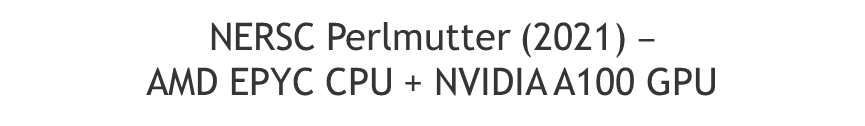 NERSC Perlmutter (2021) –
AMD EPYC CPU + NVIDIA A100 GPU